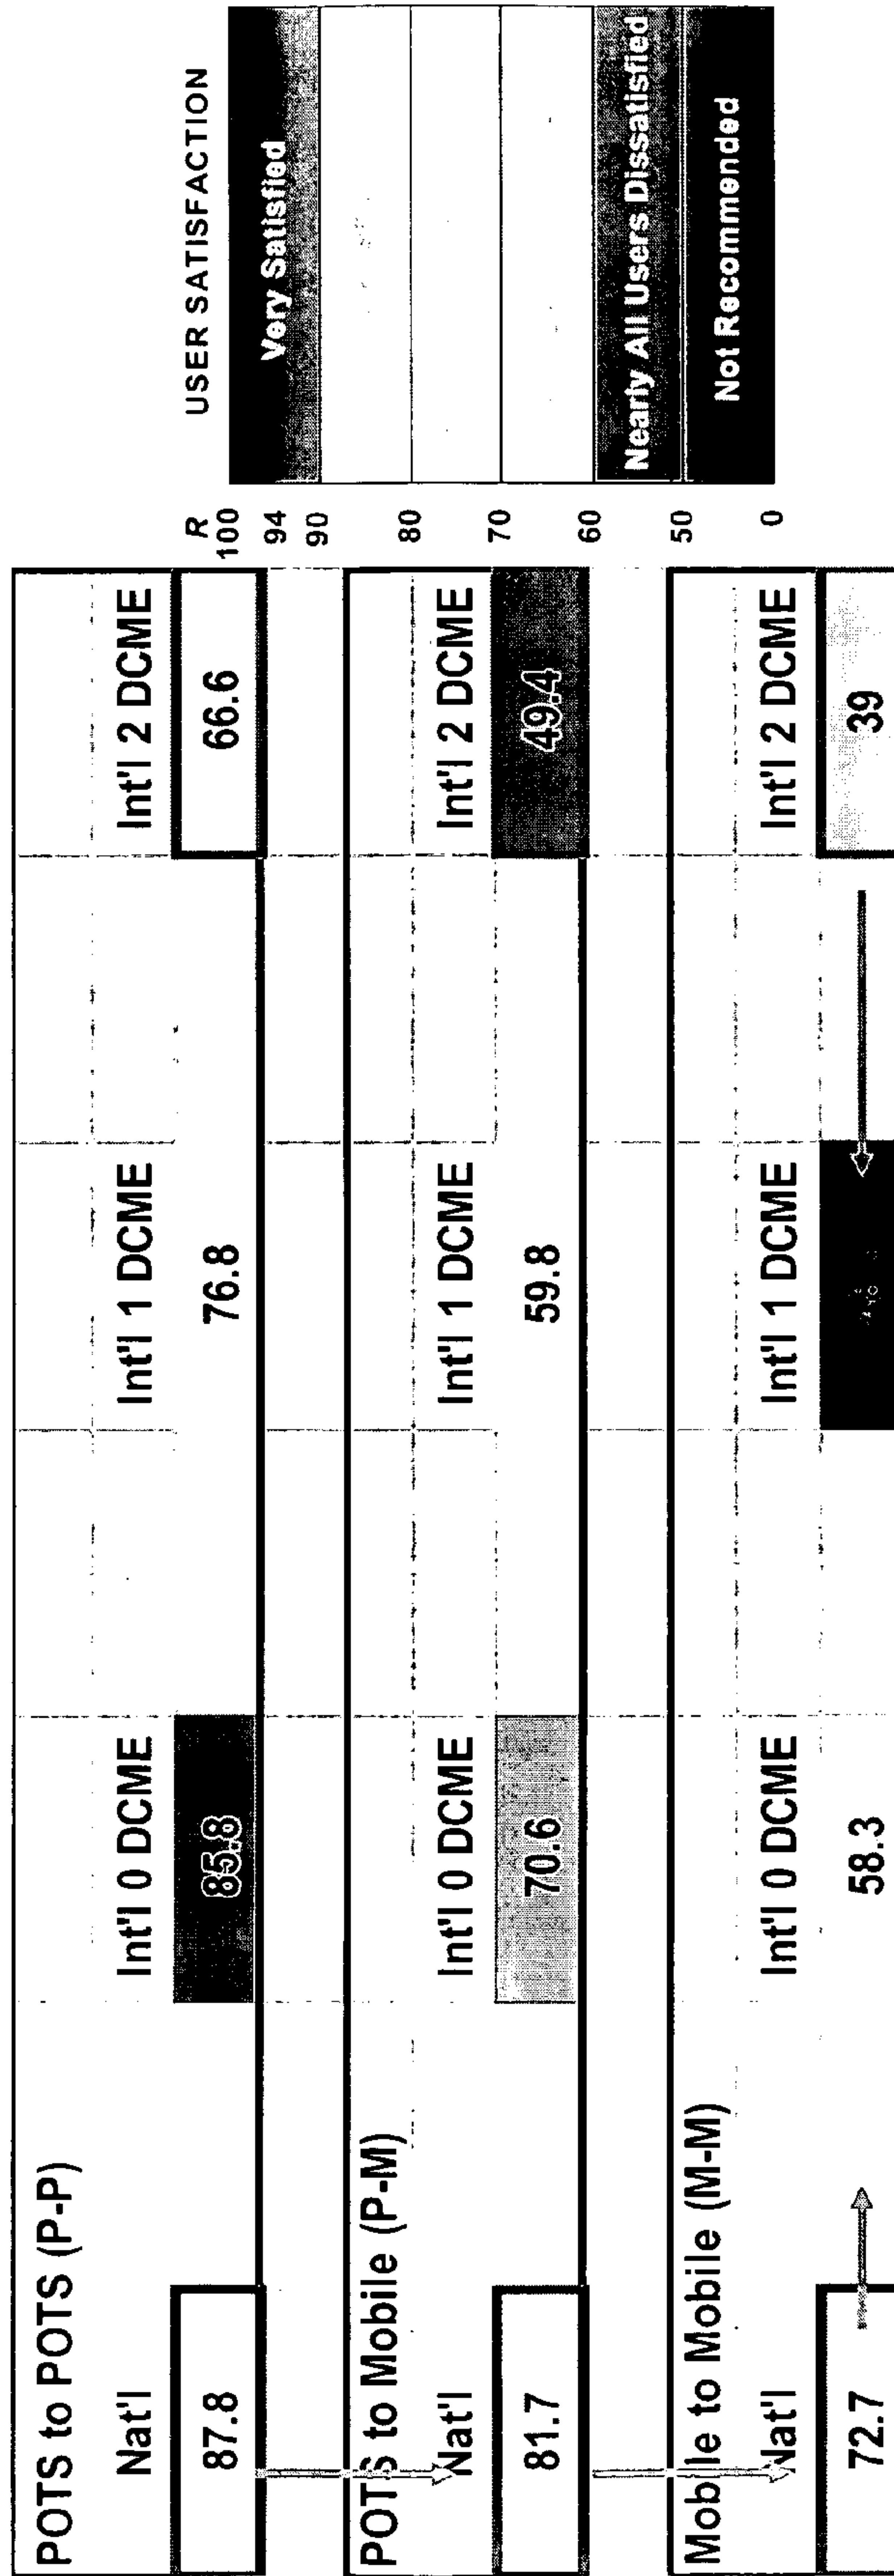 POTS to POTS (P-P)
Nat'l Int'l 0 DCME Int'l 1 DCME Int'l 2 DCME
87.8 85.8 76.8 66.6
POTS to Mobile (P-M)
Nat'l Int'l 0 DCME Int'l 1 DCME Int'l 2 DCME
81.7 70.6 59.8 49.4
Mobile to Mobile (M-M)
Nat'l Int'l 0 DCME Int'l 1 DCME Int'l 2 DCME
72.7 58.3 39
R USER SATISFACTION
100
Very Satisfied
94
90
80
70
60
Nearly All Users Dissatisfied
50
Not Recommended
0